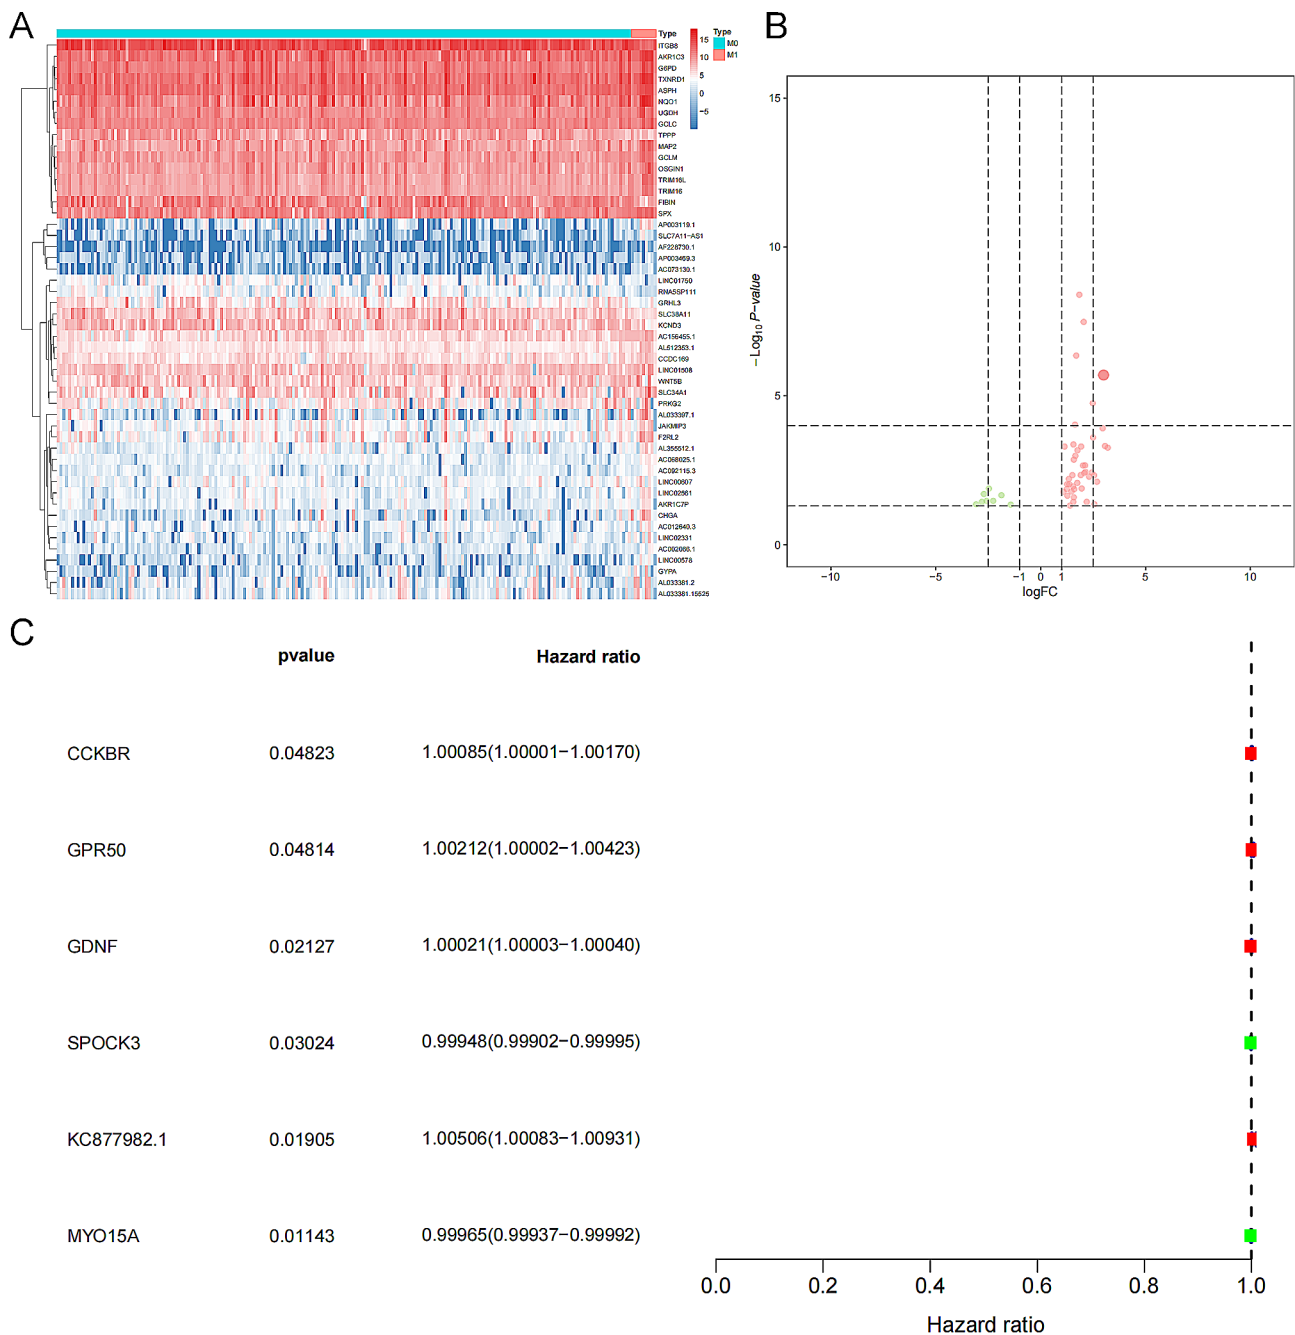 A
Type
ITGB8
AKR1C3
G6PD
TXNRD1
ASPH
NQO1
UGDH
GCLC
TPPP
MAP2
GCLM
OSGIN1
TRIM16L
TRIM16
FIBIN
SPX
AP003119.1
SLC7A11-AS1
AF228730.1
AP003469.3
AC073130.1
LINC01750
RNA5SP111
GRHL3
SLC38A11
KCND3
AC156455.1
AL512353.1
CCDC169
LINC01508
WNT5B
SLC34A1
PRKG2
AL033397.1
JAKMIP3
F2RL2
AL355512.1
AC068025.1
AC092115.3
LINC00607
LINC02561
AKR1C7P
CHGA
AC012640.3
LINC02331
AC092066.1
LINC00578
GYPA
AL033381.2
AL033381.15525
15
10
5
0
−5
Type
M0
M1
B
−Log10 P−value
15
10
5
0
−10
−5
−1
0
1
5
10
logFC
C
pvalue Hazard ratio
CCKBR 0.04823 1.00085(1.00001−1.00170)
GPR50 0.04814 1.00212(1.00002−1.00423)
GDNF 0.02127 1.00021(1.00003−1.00040)
SPOCK3 0.03024 0.99948(0.99902−0.99995)
KC877982.1 0.01905 1.00506(1.00083−1.00931)
MYO15A 0.01143 0.99965(0.99937−0.99992)
0.0 0.2 0.4 0.6 0.8 1.0
Hazard ratio